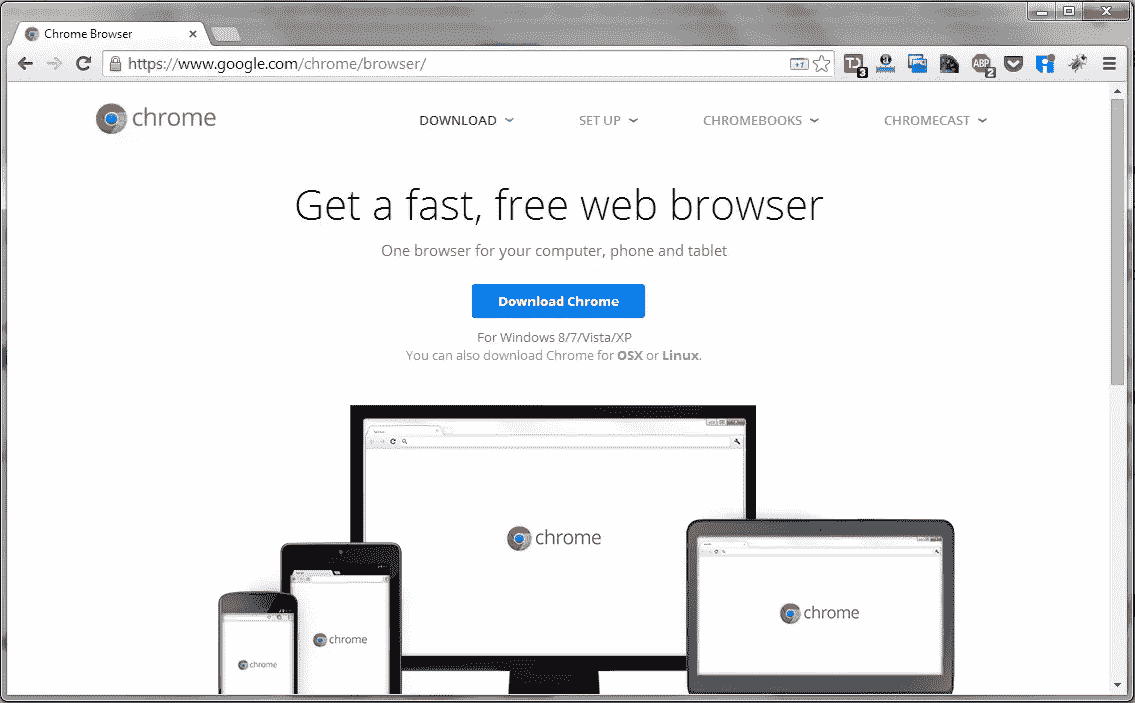 Chrome Browser
https://www.google.com/chrome/browser/
+1
3
a
ABP
2
chrome
DOWNLOAD
SET UP
CHROMEBOOKS
CHROMECAST
Get a fast, free web browser
One browser for your computer, phone and tablet
Download Chrome
For Windows 8/7/Vista/XP
You can also download Chrome for OSX or Linux.
chrome
chrome
chrome
chrome